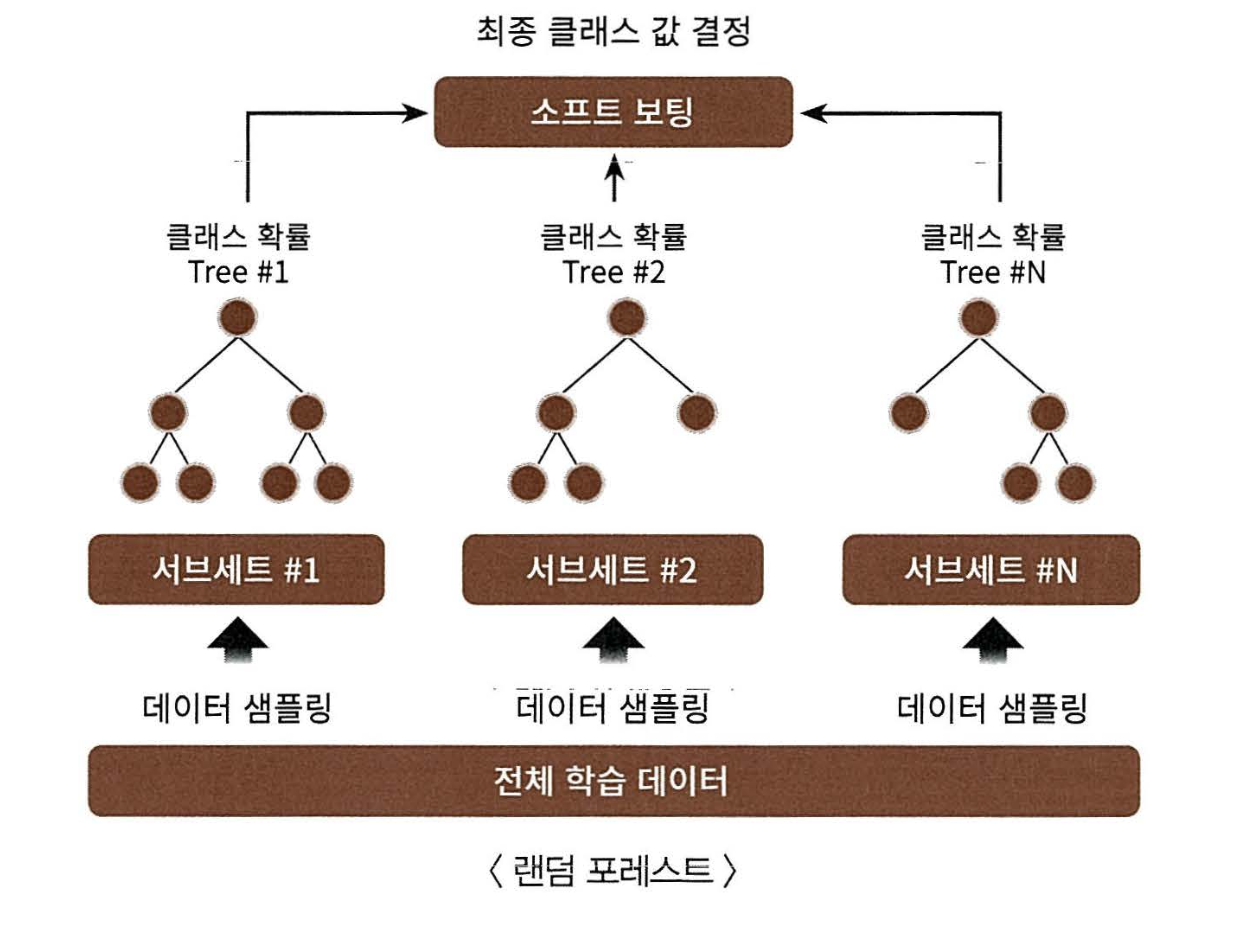 최종 클래스 값 결정
소프트 보팅
클래스 확률
Tree #1
클래스 확률
Tree #2
클래스 확률
Tree #N
서브세트 #1
서브세트 #2
서브세트 #N
데이터 샘플링
데이터 샘플링
데이터 샘플링
전체 학습 데이터
〈 랜덤 포레스트 〉